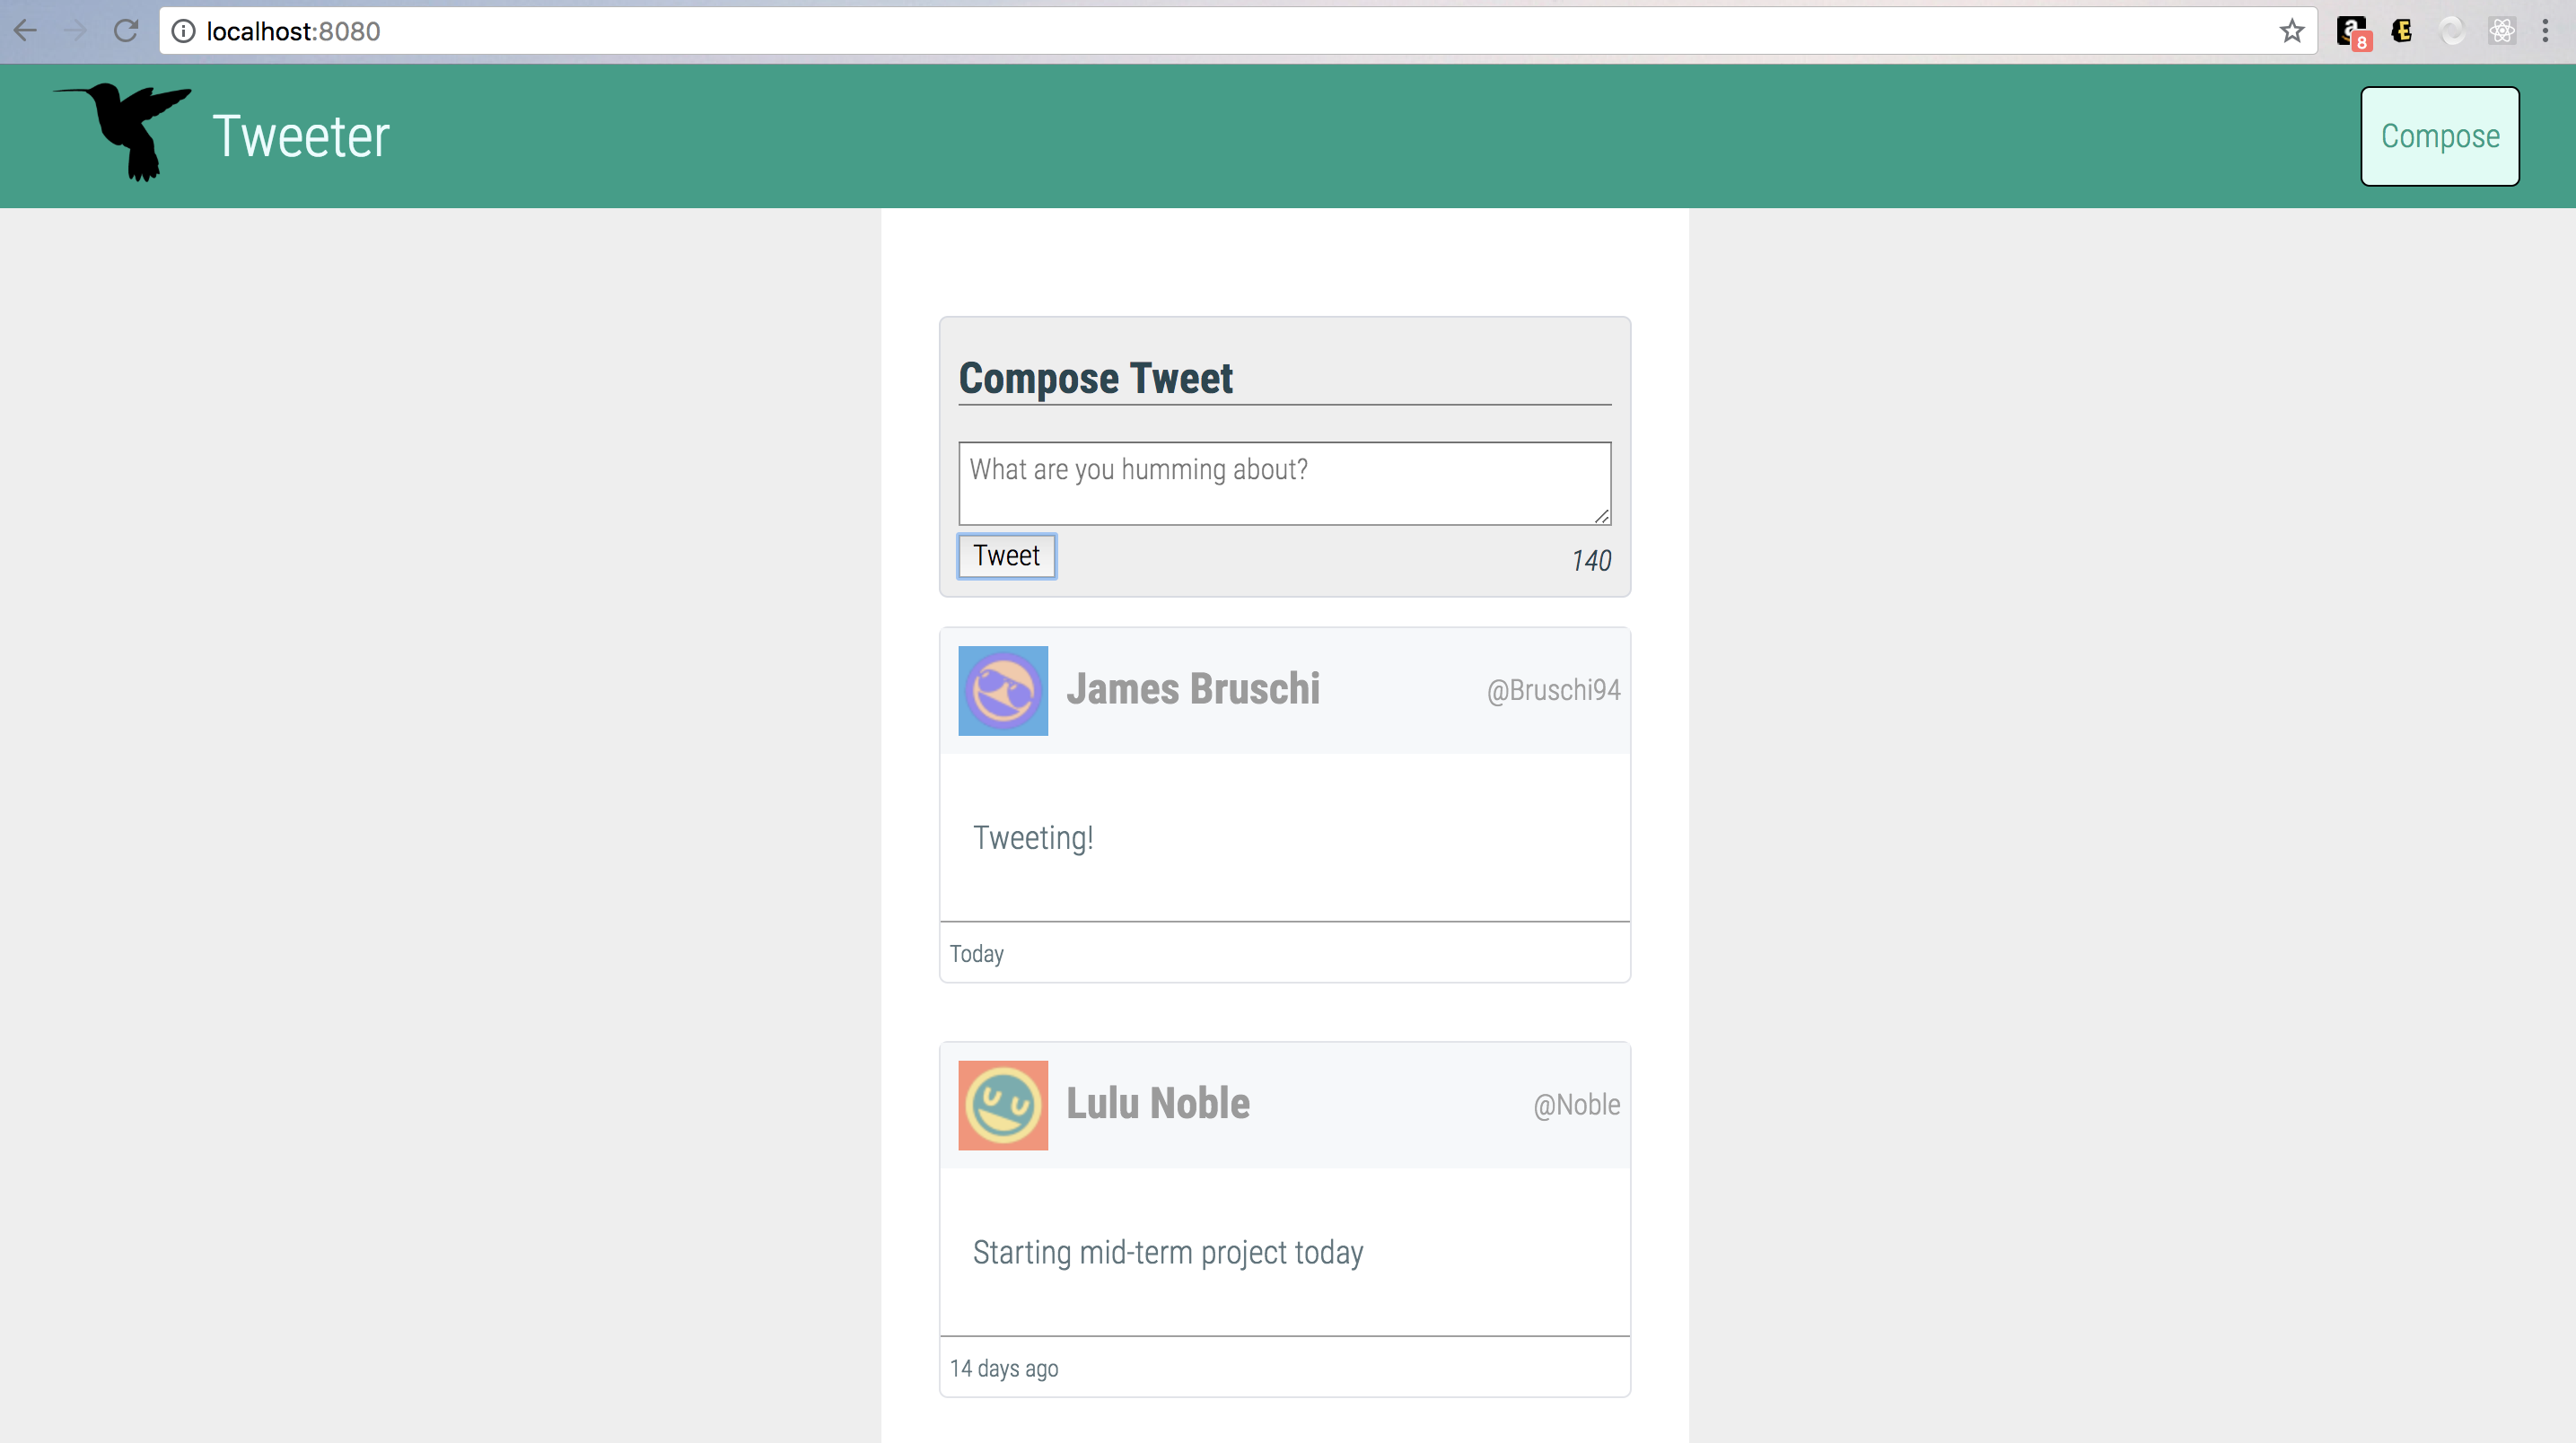 localhost:8080
8
Tweeter
Compose
Compose Tweet
What are you humming about?
Tweet
140
James Bruschi
@Bruschi94
Tweeting!
Today
Lulu Noble
@Noble
Starting mid-term project today
14 days ago